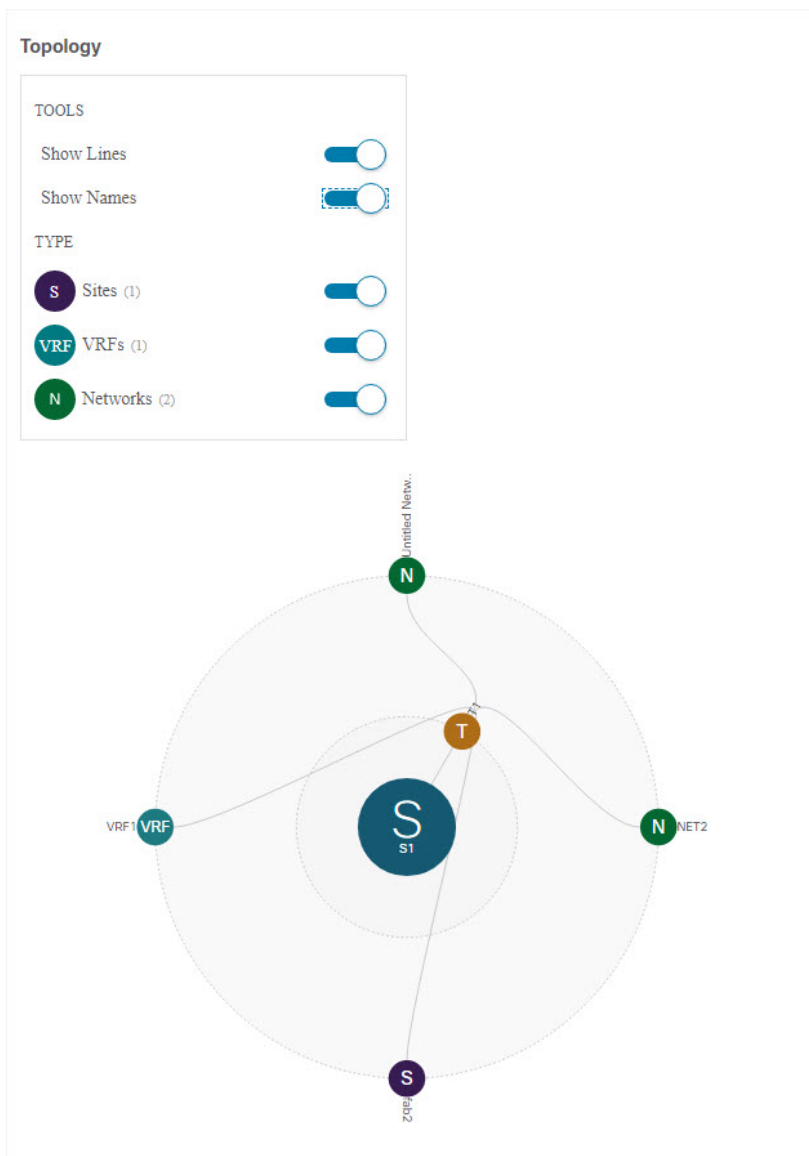 Topology
TOOLS
Show Lines
Show Names
TYPE
S Sites (1)
VRF VRFs (1)
N Networks (2)
Untitled Netw..
N
T1
T
VRF1 VRF
S
S1
N NET2
S
fab2